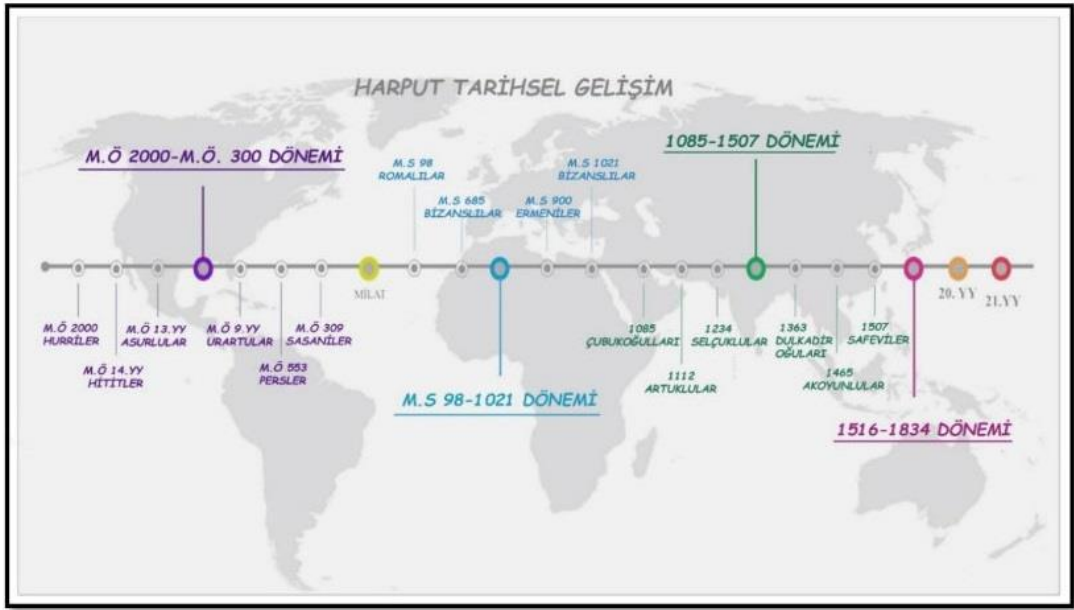 HARPUT TARİHSEL GELİŞİM
M.Ö 2000-M.Ö. 300 DÖNEMİ
M.S 98
ROMALILAR
M.S 685
BİZANSLILAR
M.S 900
ERMENİLER
M.S 1021
BİZANSLILAR
1085-1507 DÖNEMİ
MİLAT
20. YY
21.YY
M.Ö 2000
HURRİLER
M.Ö 14.YY
HİTİTLER
M.Ö 13.YY
ASURLULAR
M.Ö 9.YY
URARTULAR
M.Ö 553
PERSLER
M.Ö 309
SASANİLER
M.S 98-1021 DÖNEMİ
1085
ÇUBUKOĞULLARI
1112
ARTUKLULAR
1234
SELÇUKLULAR
1363
DULKADİR
OĞULARI
1465
AKOYUNLULAR
1507
SAFEVİLER
1516-1834 DÖNEMİ